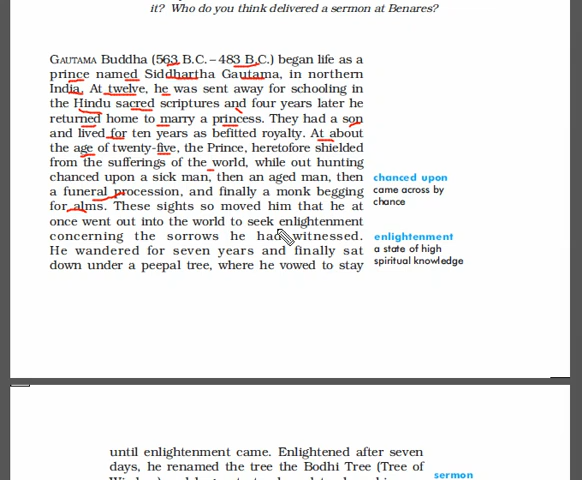 it? Who do you think delivered a sermon at Benares?
GAUTAMA Buddha (563 B.C. – 483 B.C.) began life as a
prince named Siddhartha Gautama, in northern
India. At twelve, he was sent away for schooling in
the Hindu sacred scriptures and four years later he
returned home to marry a princess. They had a son
and lived for ten years as befitted royalty. At about
the age of twenty-five, the Prince, heretofore shielded
from the sufferings of the world, while out hunting
chanced upon a sick man, then an aged man, then
a funeral procession, and finally a monk begging
for alms. These sights so moved him that he at
once went out into the world to seek enlightenment
concerning the sorrows he had witnessed.
He wandered for seven years and finally sat
down under a peepal tree, where he vowed to stay
chanced upon
came across by
chance
enlightenment
a state of high
spiritual knowledge
until enlightenment came. Enlightened after seven
days, he renamed the tree the Bodhi Tree (Tree of
sermon